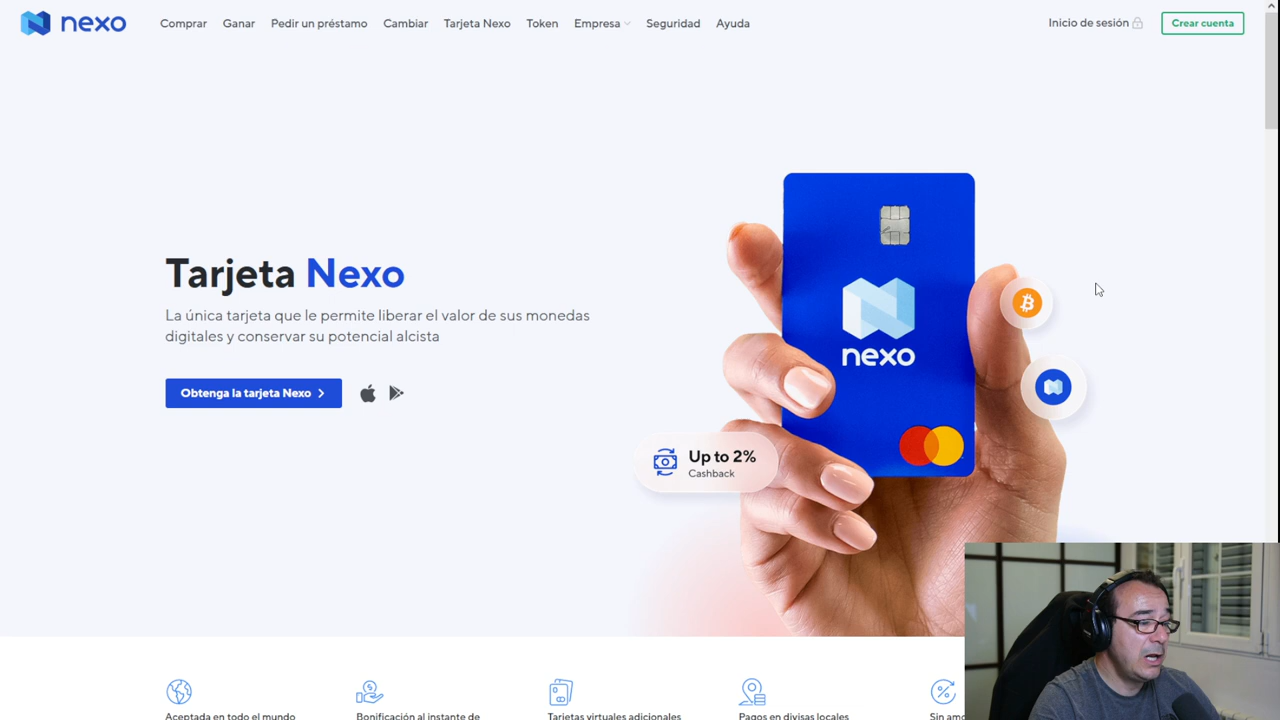 nexo
Comprar
Ganar
Pedir un préstamo
Cambiar
Tarjeta Nexo
Token
Empresa
Seguridad
Ayuda
Inicio de sesión
Crear cuenta
Tarjeta Nexo
La única tarjeta que le permite liberar el valor de sus monedas
digitales y conservar su potencial alcista
Obtenga la tarjeta Nexo
nexo
Up to 2%
Cashback
Aceptada en todo el mundo
Bonificación al instante de
Tarjetas virtuales adicionales
Pagos en divisas locales
Sin